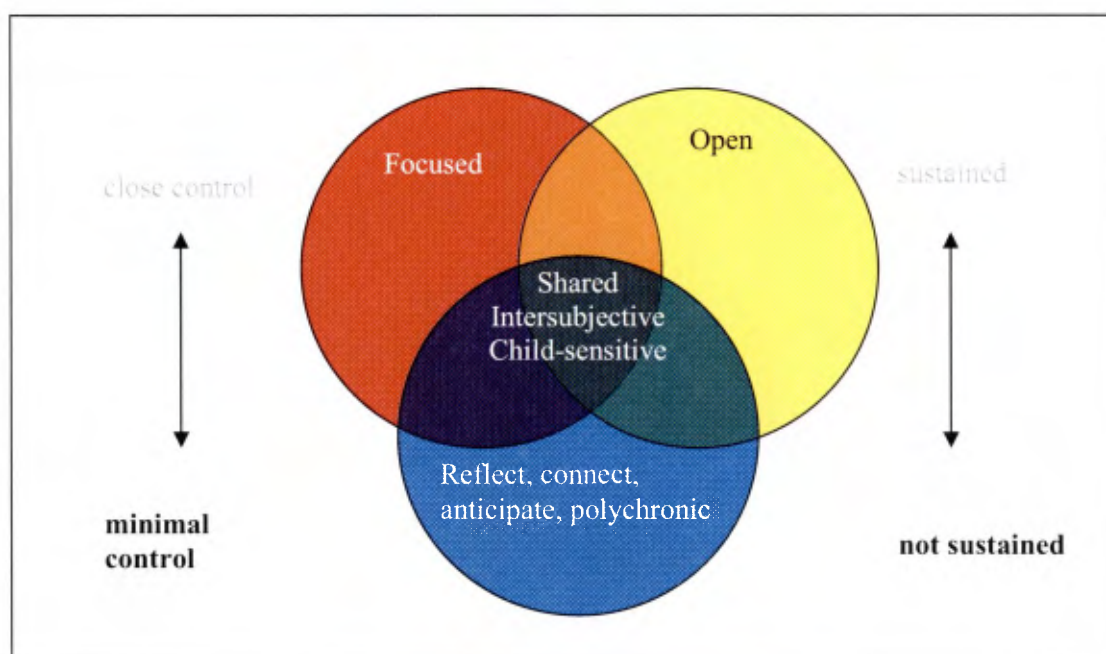 Focused
Open
close control
sustained
Shared
Intersubjective
Child-sensitive
Reflect, connect,
anticipate, polychronic
minimal
control
not sustained